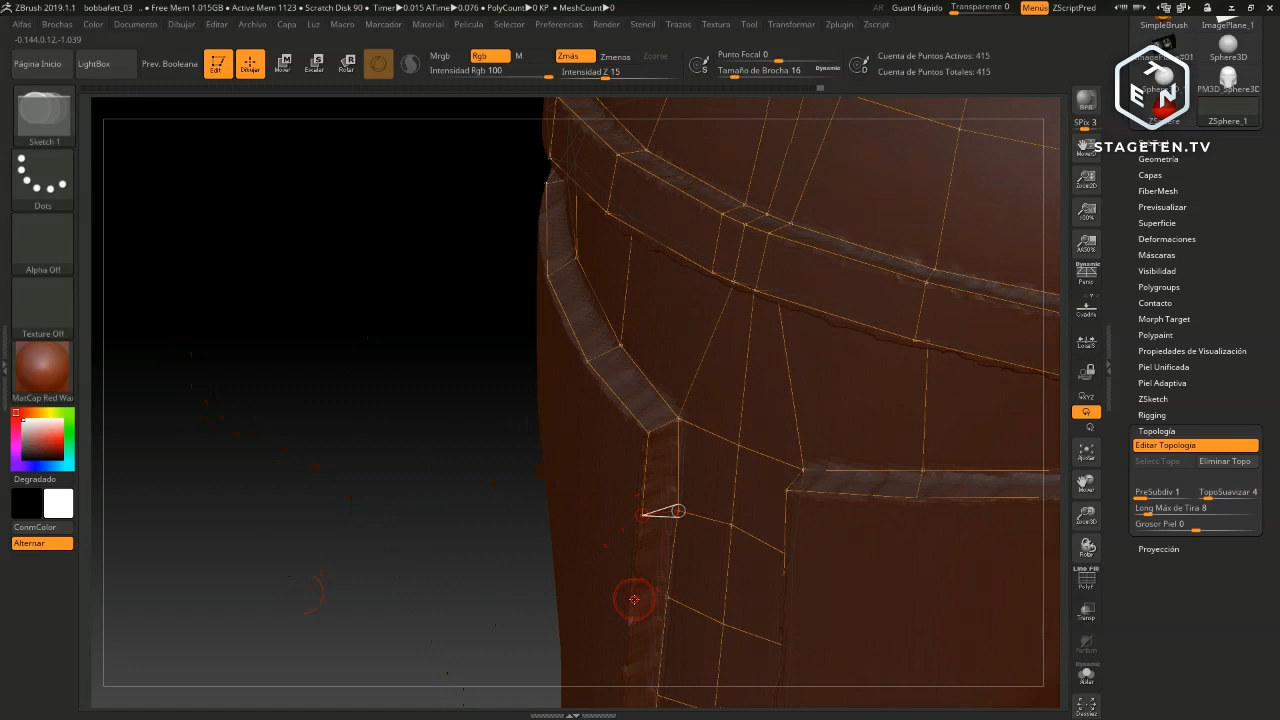 ZBrush 2019.1.1 bobbafett_03 .. ● Free Mem 1.015GB ● Active Mem 1123 ● Scratch Disk 90 ● Timer▶0.015 ATime▶0.076 ● PolyCount▶0 ● MeshCount▶0
AR Guard Rápido Transparente 0 Menús ZScriptPred
Alfas Brochas Color Documento Dibujar Editar Archivo Capa Luz Macro Marcador Material Película Selector Preferencias Render Stencil Trazos Textura Tool Transformar ZPlugin Zscript
-0.144,0.12,-1.039
Página Inicio
LightBox
Prev. Booleana
Edit
Dibujar
Mover
Escalar
Rotar
Mrgb Rgb M
Intensidad Rgb 100
Zmás Zmenos Zcorte
Intensidad Z 15
Punto Focal 0
Tamaño de Brocha 16
Dynamic
Cuenta de Puntos Activos: 415
Cuenta de Puntos Totales: 415
Sketch 1
Dots
Alpha Off
Texture Off
MatCap Red Wax
Degradado
ConmColor
Alternar
BPR
SPix 3
Zoom2D
100%
AC50%
Dynamic
Persp
LocalS
XYZ
Mover
Zoom3D
Rotar
Line Fill
PolyF
Transp
Dynamic
SimpleBrush
ImagePlane_1
Sphere3D
PM3D_Sphere3D
ZSphere
ZSphere_1
TEN
STAGETEN.TV
Geometría
Capas
FiberMesh
Previsualizar
Superficie
Deformaciones
Máscaras
Visibilidad
Polygroups
Contacto
Morph Target
Polypaint
Propiedades de Visualización
Piel Unificada
Piel Adaptiva
ZSketch
Rigging
Topología
Editar Topología
Selecc Topo Eliminar Topo
PreSubdiv 1 TopoSuavizar 4
Long Máx de Tira 8
Grosor Piel 0
Proyección